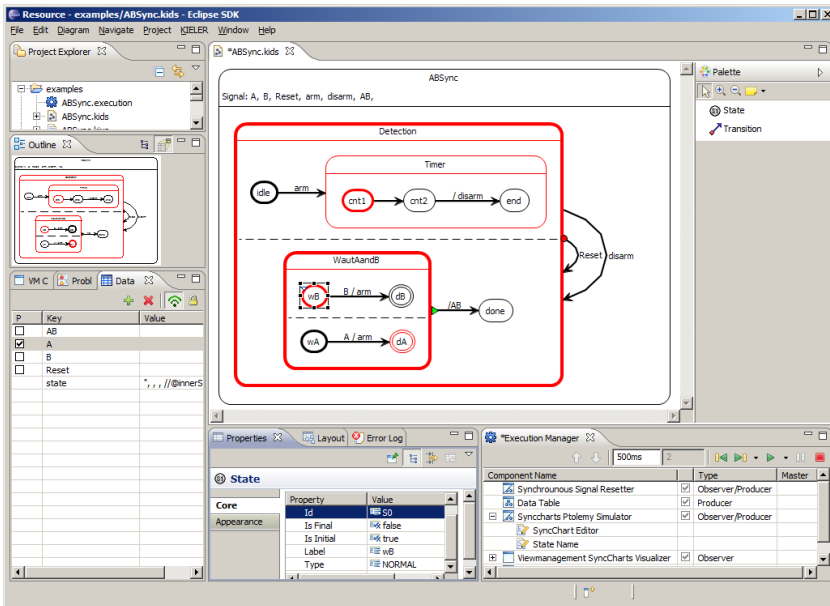 Resource - examples/ABSync.kids - Eclipse SDK
File Edit Diagram Navigate Project KIELER Window Help
Project Explorer
examples
ABSync.execution
ABSync.kids
Outline
VM C Probl Data
P Key Value
AB
A
B
Reset
state ", , , //@innerS
*ABSync.kids
ABSync
Signal: A, B, Reset, arm, disarm, AB,
Detection
Timer
idle arm cnt1 cnt2 / disarm end
WautAandB
wB B / arm dB
wA A / arm dA
/AB done
Reset disarm
Palette
State
Transition
Properties Layout Error Log
State
Core
Appearance
Property Value
Id S0
Is Final false
Is Initial true
Label wB
Type NORMAL
*Execution Manager
500ms 2
Component Name Type Master
Synchrounous Signal Resetter Observer/Producer
Data Table Producer
Synccharts Ptolemy Simulator Observer/Producer
SyncChart Editor
State Name
Viewmanagement SyncCharts Visualizer Observer